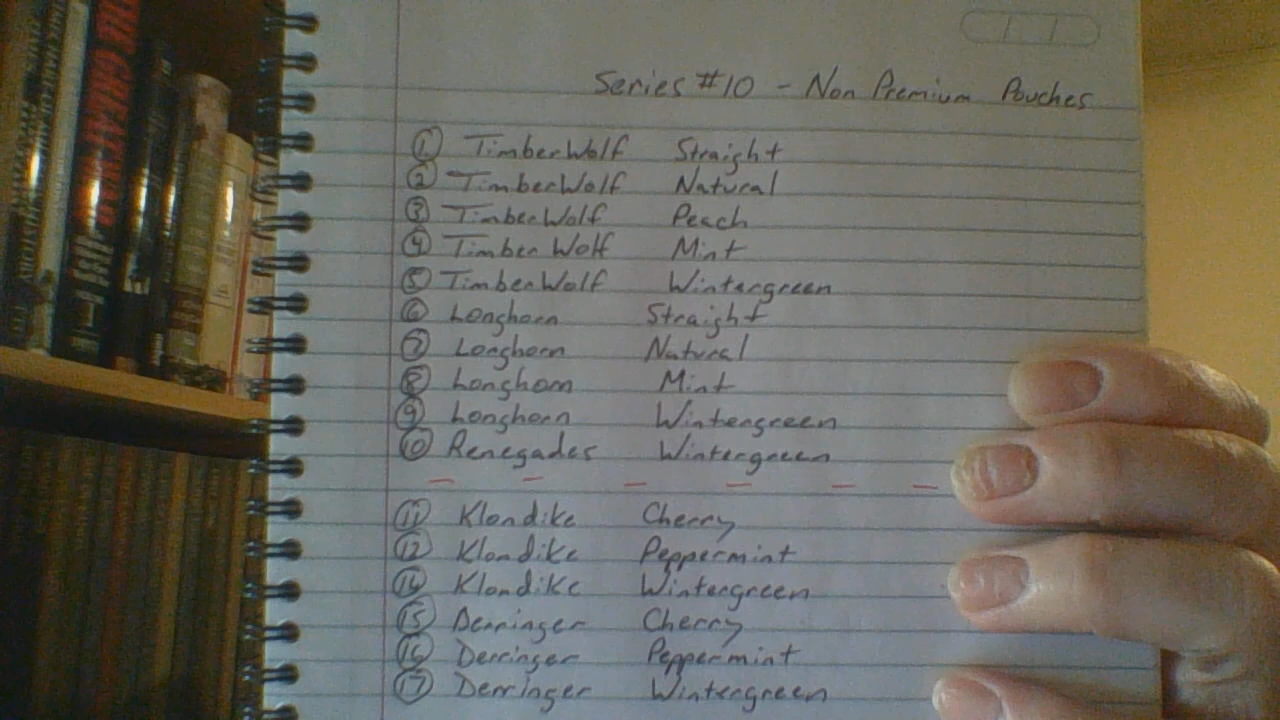 Series #10 - Non Premium Pouches
① TimberWolf Straight
② TimberWolf Natural
③ TimberWolf Peach
④ Timber Wolf Mint
⑤ TimberWolf Wintergreen
⑥ Longhorn Straight
⑦ Longhorn Natural
⑧ Longhorn Mint
⑨ Longhorn Wintergreen
⑩ Renegades Wintergreen
⑪ Klondike Cherry
⑫ Klondike Peppermint
⑭ Klondike Wintergreen
⑮ Derringer Cherry
⑯ Derringer Peppermint
⑰ Derringer Wintergreen